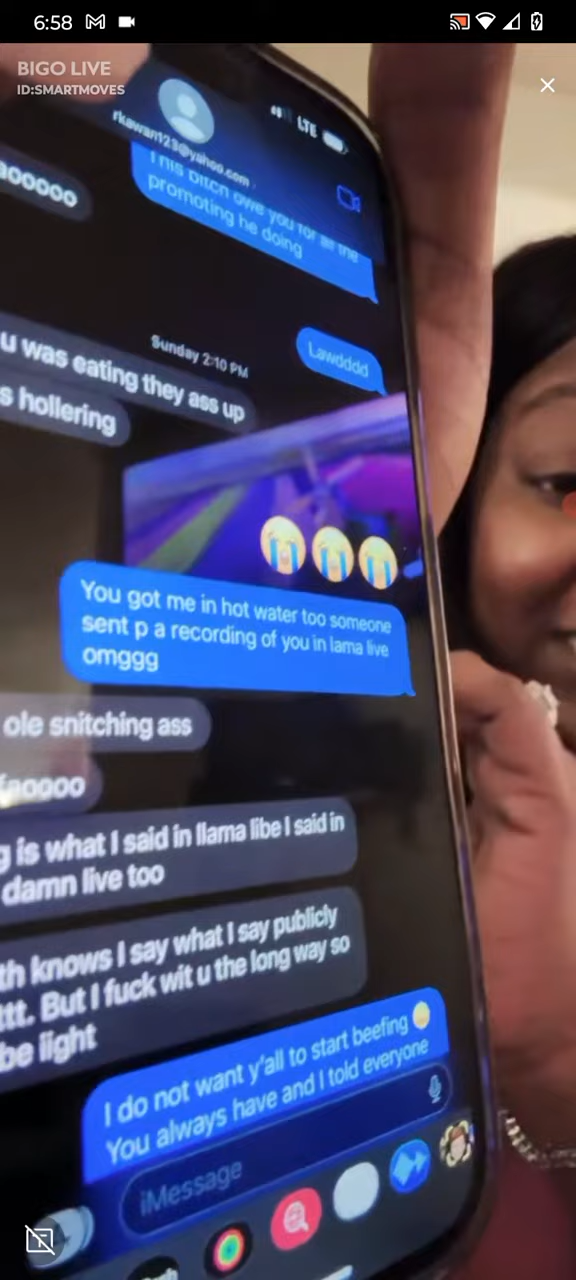 6:58
BIGO LIVE
ID:SMARTMOVES
LTE
rkawan123@yahoo.com
This bitch owe you for all the
promoting he doing
aooooo
Lawdddd
Sunday 2:10 PM
u was eating they ass up
s hollering
You got me in hot water too someone
sent p a recording of you in lama live
omggg
ole snitching ass
aoooo
g is what I said in llama libe I said in
damn live too
th knows I say what I say publicly
ttt. But I fuck wit u the long way so
be light
I do not want y'all to start beefing
You always have and I told everyone
iMessage